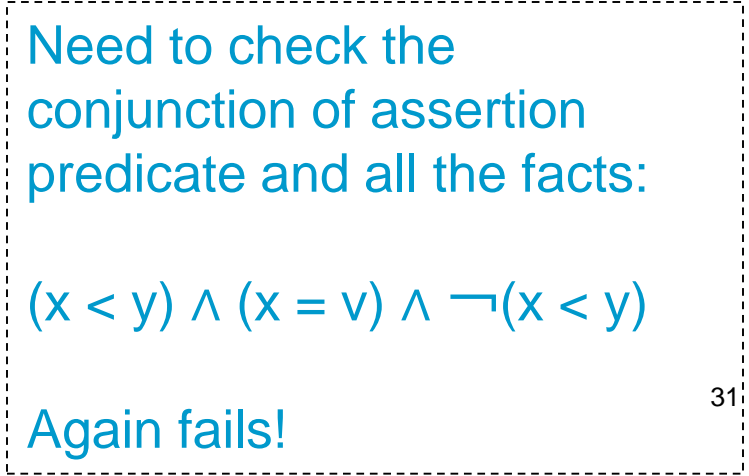 Need to check the
conjunction of assertion
predicate and all the facts:
(x < y) ∧ (x = v) ∧ ¬(x < y)
31
Again fails!